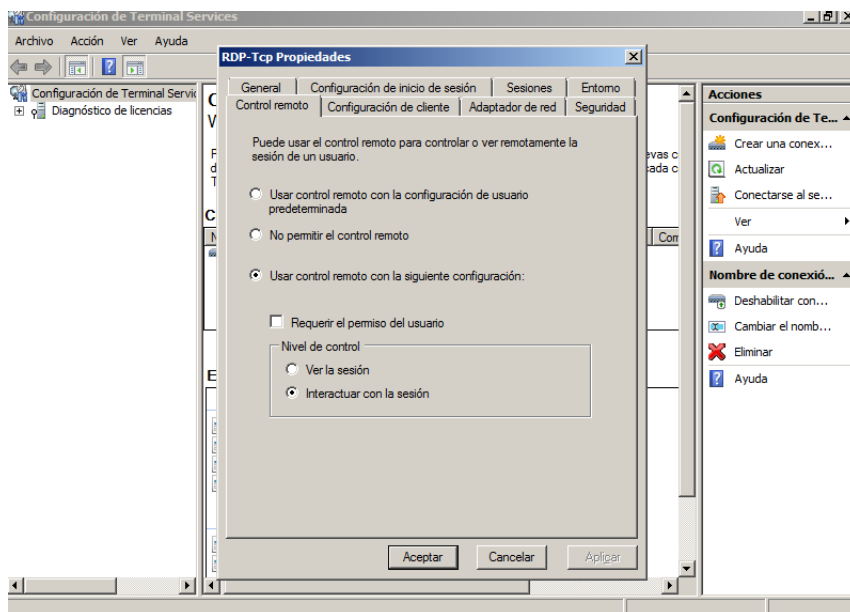 Configuración de Terminal Services
Archivo Acción Ver Ayuda
Configuración de Terminal Servic
Diagnóstico de licencias
RDP-Tcp Propiedades
General Configuración de inicio de sesión Sesiones Entorno
Control remoto Configuración de cliente Adaptador de red Seguridad
Puede usar el control remoto para controlar o ver remotamente la
sesión de un usuario.
Usar control remoto con la configuración de usuario
predeterminada
No permitir el control remoto
Usar control remoto con la siguiente configuración:
Requerir el permiso del usuario
Nivel de control
Ver la sesión
Interactuar con la sesión
Aceptar Cancelar Aplicar
evas c
cada c
Com
Acciones
Configuración de Te...
Crear una conex...
Actualizar
Conectarse al se...
Ver
Ayuda
Nombre de conexió...
Deshabilitar con...
Cambiar el nomb...
Eliminar
Ayuda